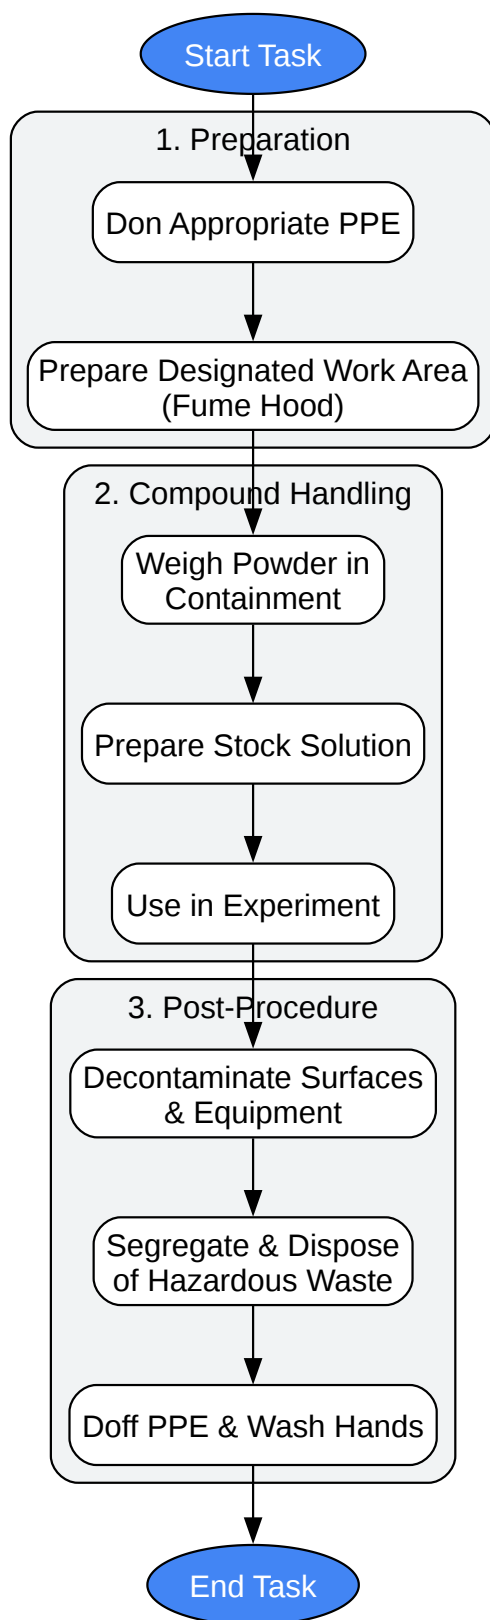 Start Task
1. Preparation
Don Appropriate PPE
Prepare Designated Work Area
(Fume Hood)
2. Compound Handling
Weigh Powder in
Containment
Prepare Stock Solution
Use in Experiment
3. Post-Procedure
Decontaminate Surfaces
& Equipment
Segregate & Dispose
of Hazardous Waste
Doff PPE & Wash Hands
End Task